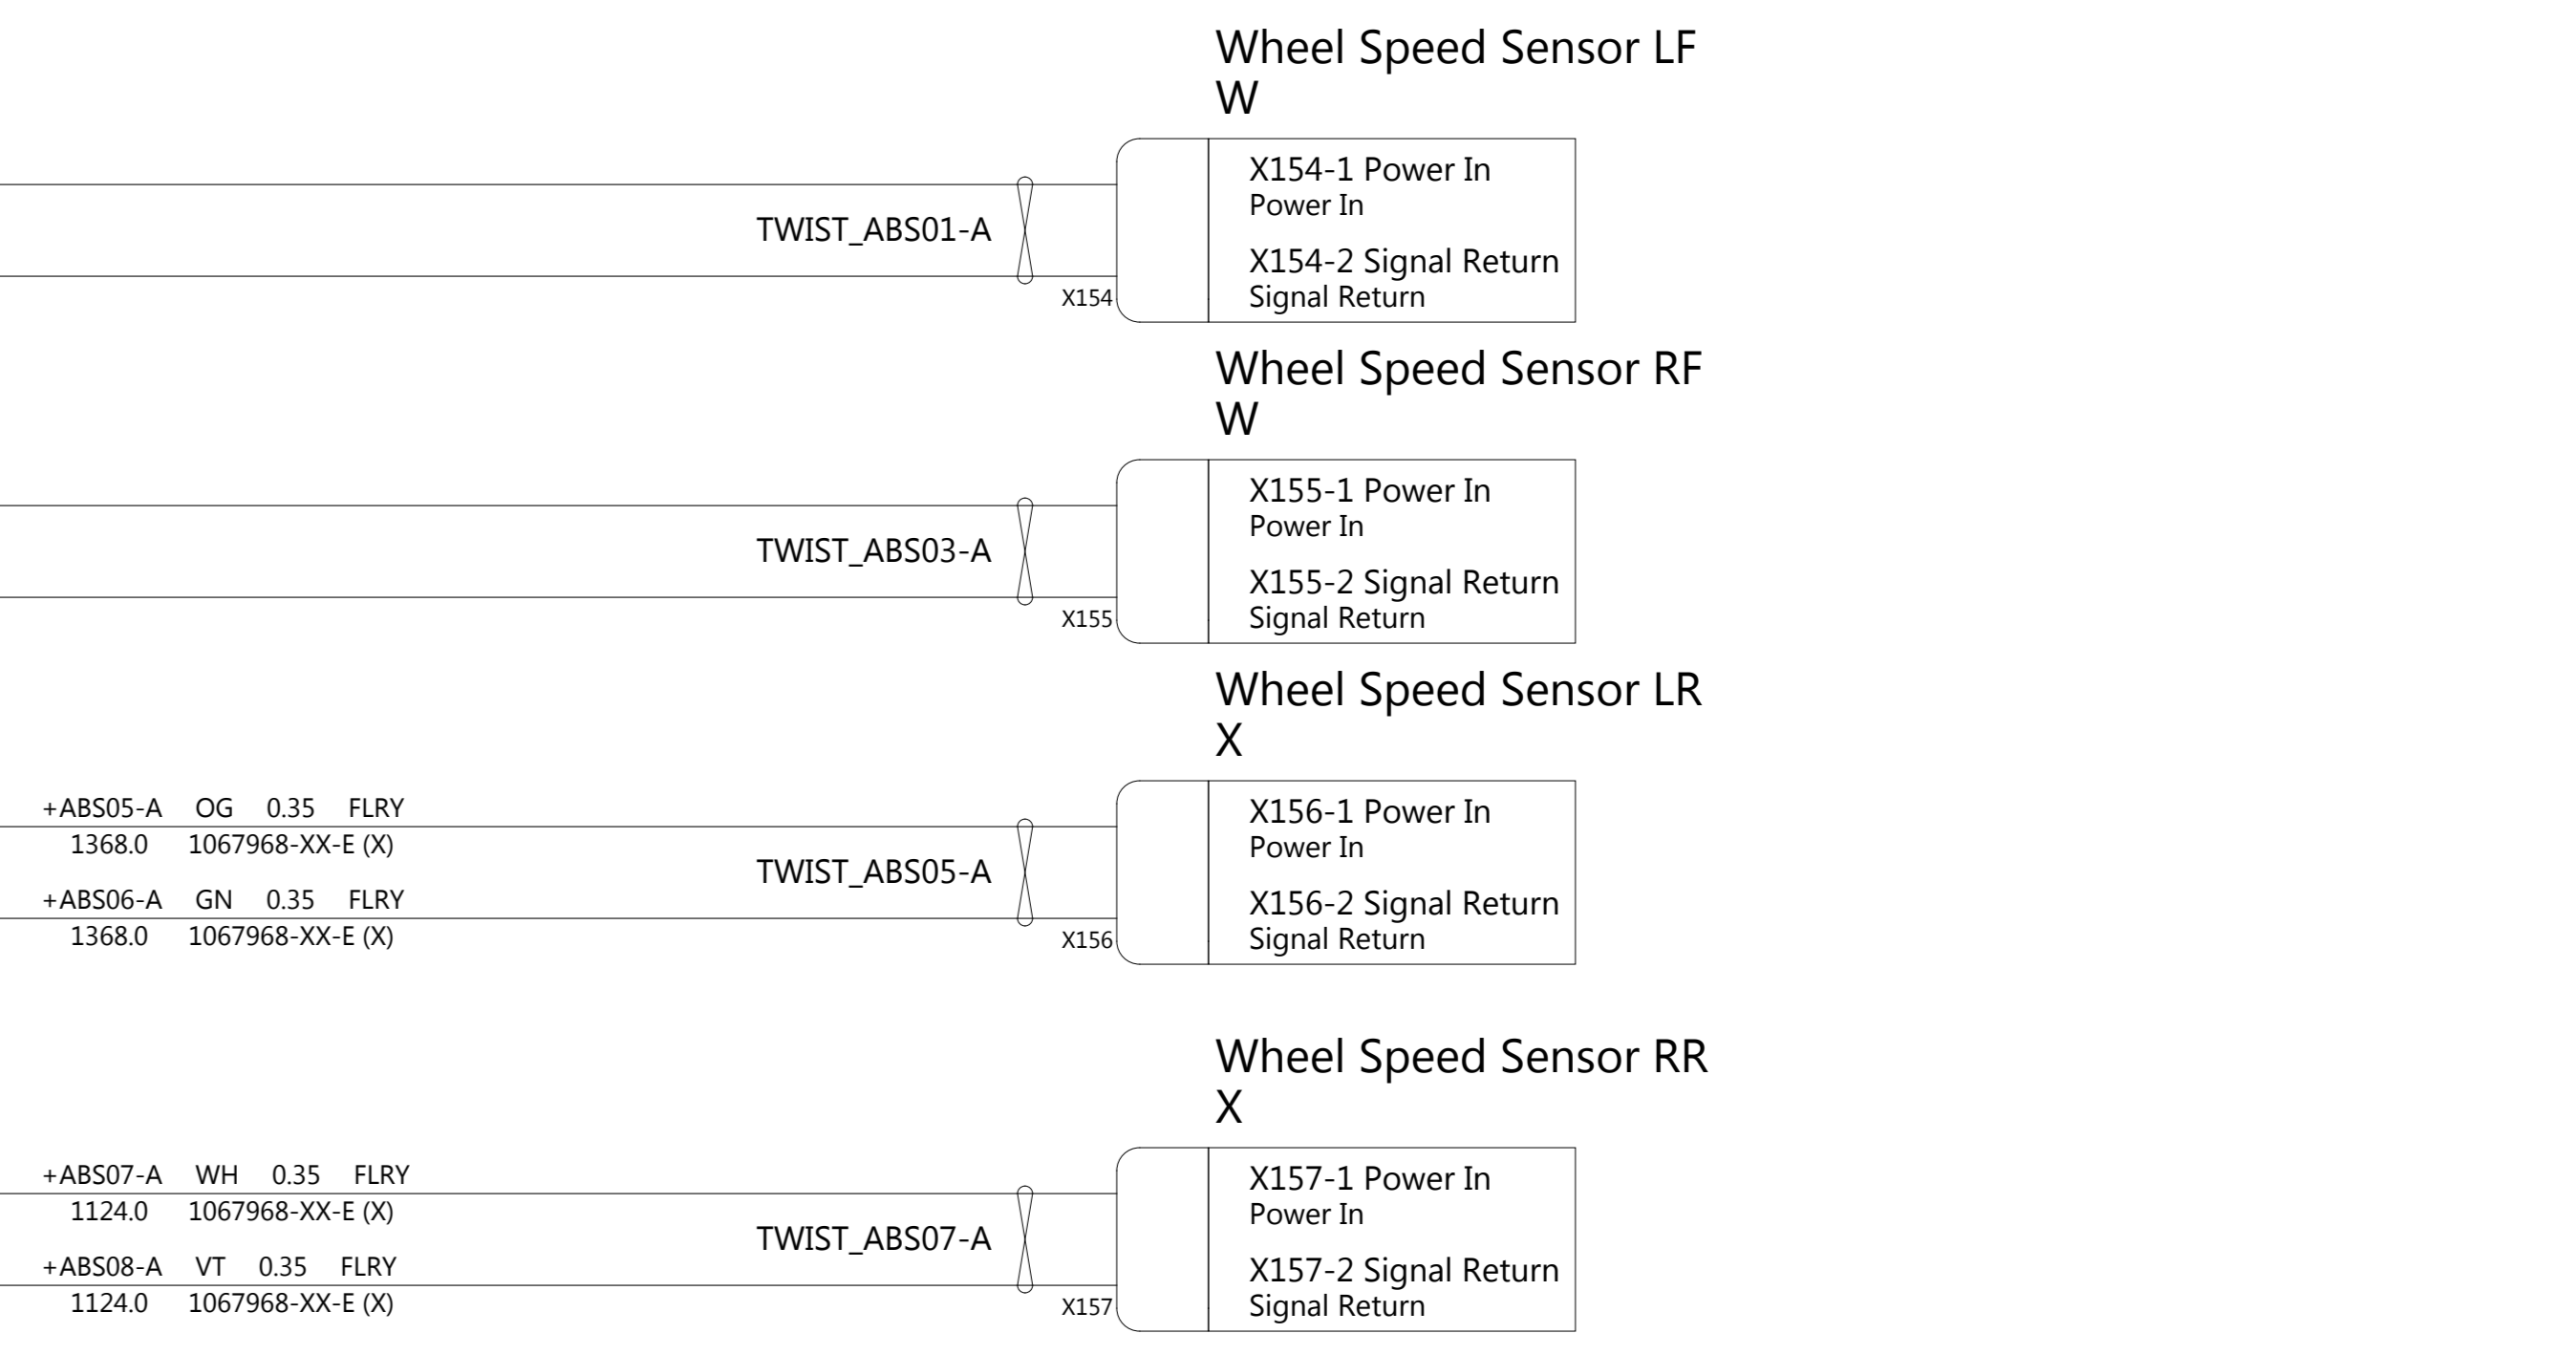 Wheel Speed Sensor LF
W
X154-1 Power In
Power In
TWIST_ABS01-A
X154-2 Signal Return
Signal Return
X154
Wheel Speed Sensor RF
W
X155-1 Power In
Power In
TWIST_ABS03-A
X155-2 Signal Return
Signal Return
X155
Wheel Speed Sensor LR
X
+ABS05-A OG 0.35 FLRY
1368.0 1067968-XX-E (X)
X156-1 Power In
Power In
TWIST_ABS05-A
+ABS06-A GN 0.35 FLRY
1368.0 1067968-XX-E (X)
X156-2 Signal Return
Signal Return
X156
Wheel Speed Sensor RR
X
+ABS07-A WH 0.35 FLRY
1124.0 1067968-XX-E (X)
X157-1 Power In
Power In
TWIST_ABS07-A
+ABS08-A VT 0.35 FLRY
1124.0 1067968-XX-E (X)
X157-2 Signal Return
Signal Return
X157